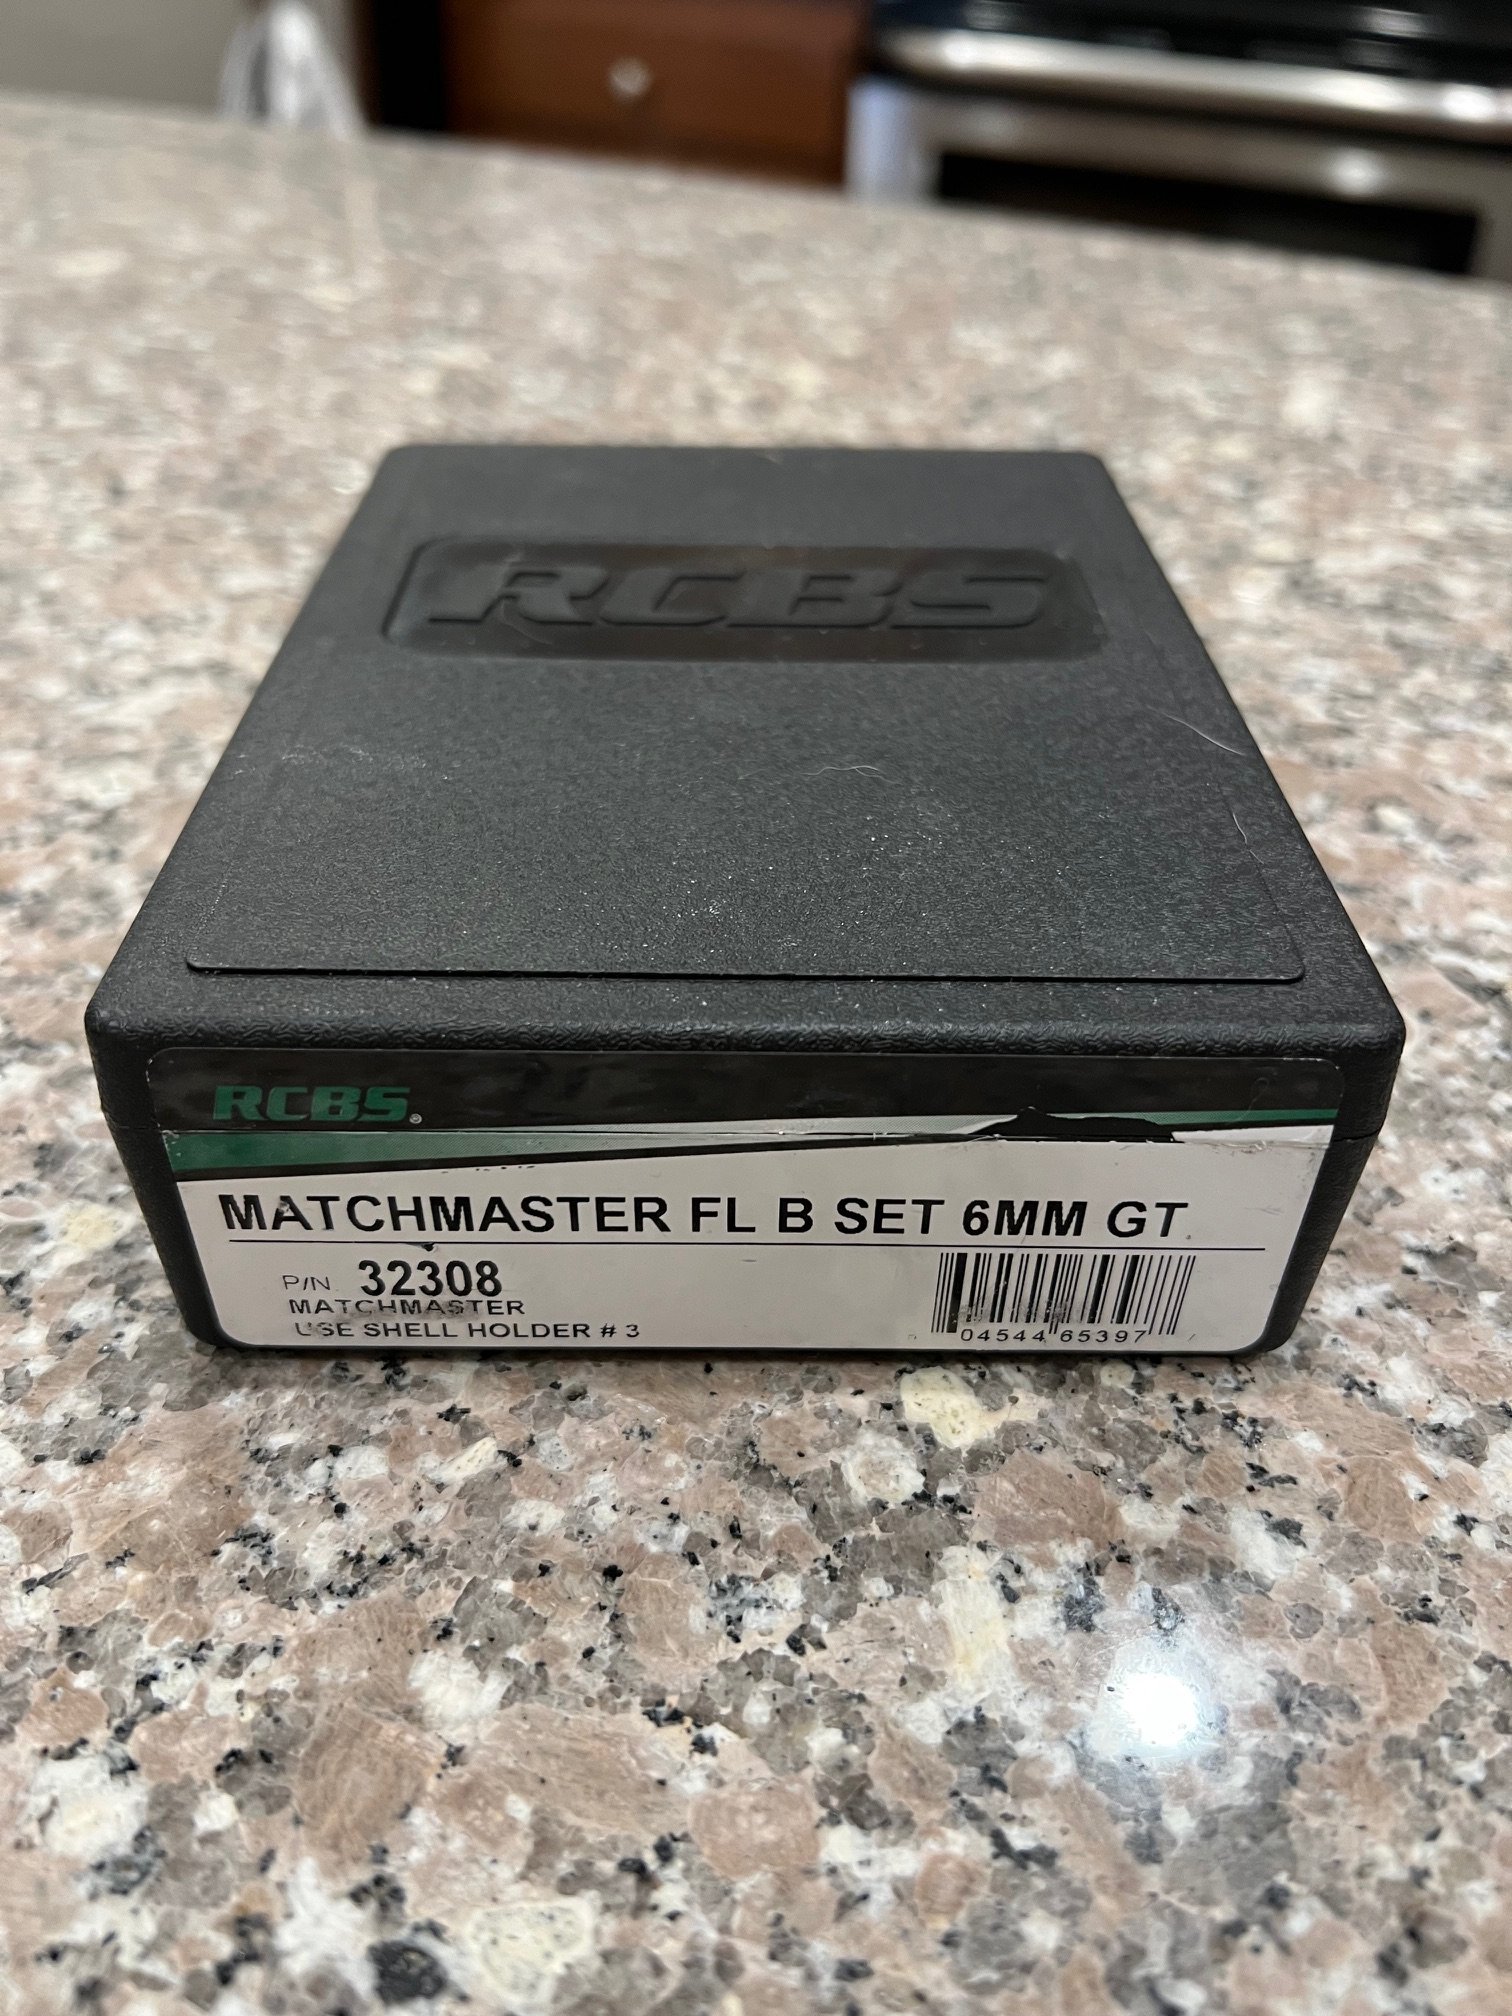 RCBS
RCBS®
MATCHMASTER FL B SET 6MM GT
P/N. 32308
MATCHMASTER
USE SHELL HOLDER # 3
04544 65397